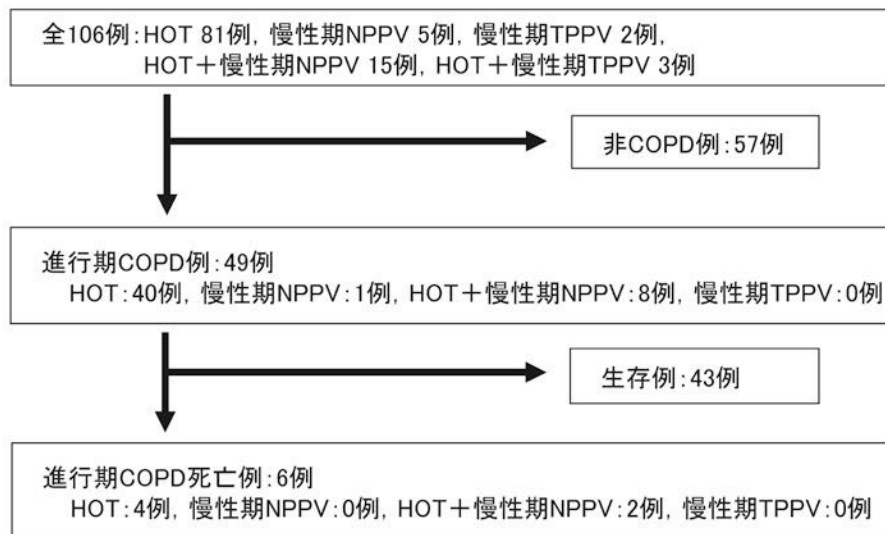 全106例:HOT 81例, 慢性期NPPV 5例, 慢性期TPPV 2例,
HOT+慢性期NPPV 15例, HOT+慢性期TPPV 3例
非COPD例:57例
進行期COPD例:49例
HOT:40例, 慢性期NPPV:1例, HOT+慢性期NPPV:8例, 慢性期TPPV:0例
生存例:43例
進行期COPD死亡例:6例
HOT:4例, 慢性期NPPV:0例, HOT+慢性期NPPV:2例, 慢性期TPPV:0例